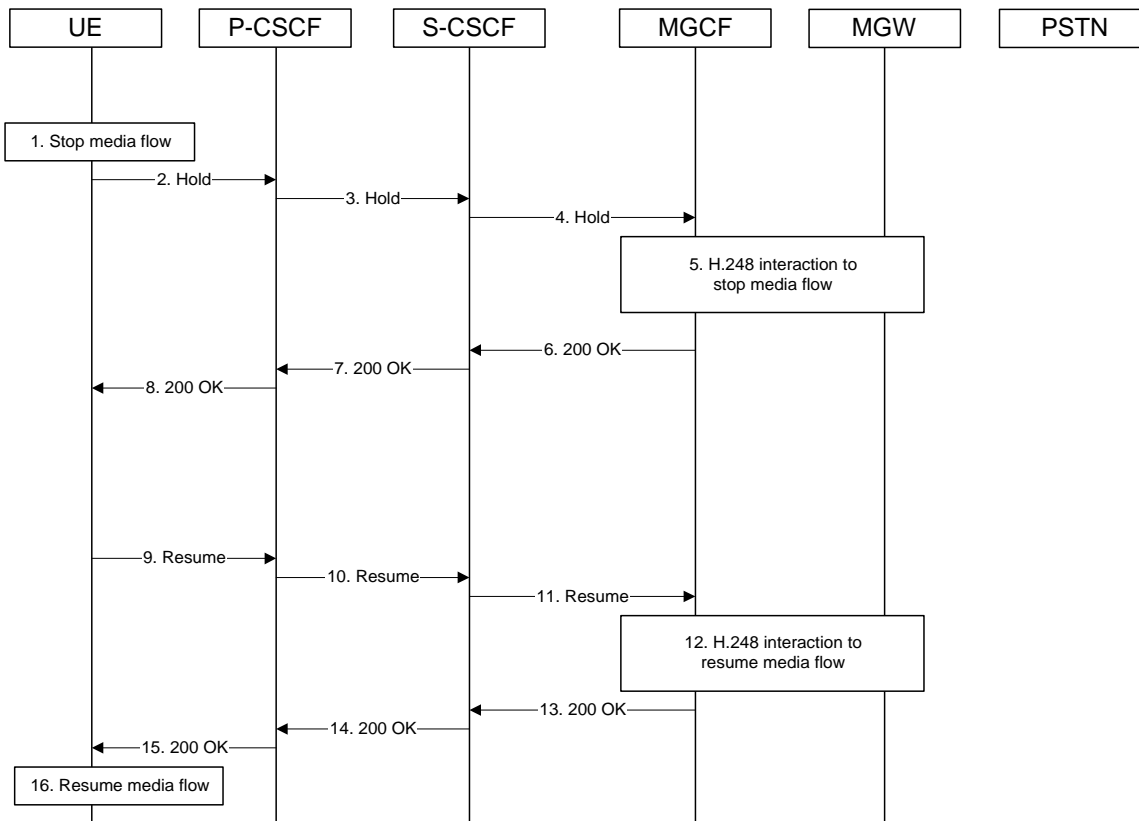 UE
P-CSCF
S-CSCF
MGCF
MGW
PSTN
1. Stop media flow
2. Hold
3. Hold
4. Hold
5. H.248 interaction to
stop media flow
6. 200 OK
7. 200 OK
8. 200 OK
9. Resume
10. Resume
11. Resume
12. H.248 interaction to
resume media flow
13. 200 OK
14. 200 OK
15. 200 OK
16. Resume media flow